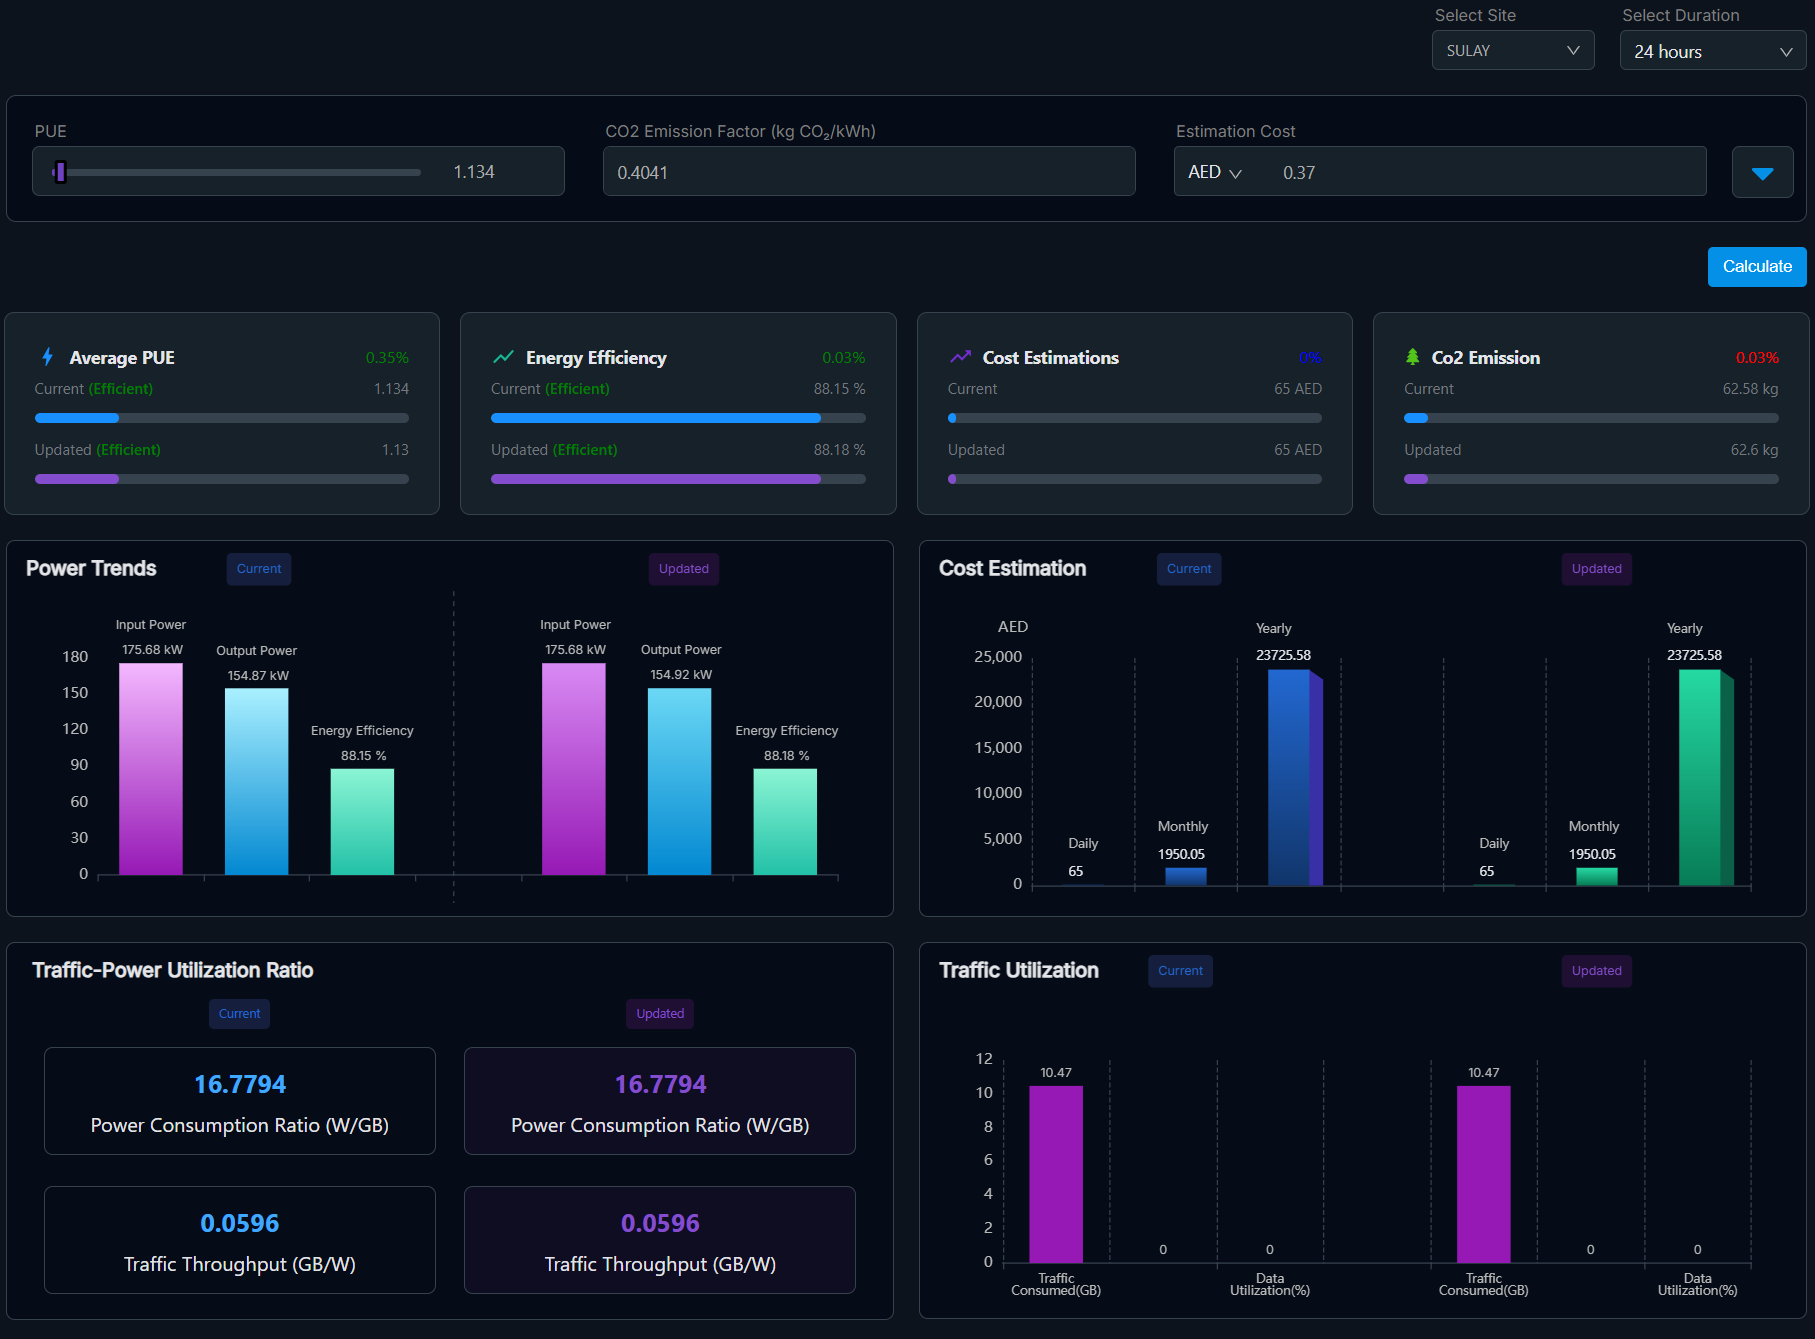 Select Site
Select Duration
SULAY
24 hours
PUE
CO2 Emission Factor (kg CO₂/kWh)
Estimation Cost
1.134
0.4041
AED
0.37
Calculate
Average PUE
0.35%
Current (Efficient)
1.134
Updated (Efficient)
1.13
Energy Efficiency
0.03%
Current (Efficient)
88.15 %
Updated (Efficient)
88.18 %
Cost Estimations
0%
Current
65 AED
Updated
65 AED
Co2 Emission
0.03%
Current
62.58 kg
Updated
62.6 kg
Power Trends
Current
Updated
Input Power
175.68 kW
Output Power
154.87 kW
Energy Efficiency
88.15 %
Input Power
175.68 kW
Output Power
154.92 kW
Energy Efficiency
88.18 %
180
150
120
90
60
30
0
Cost Estimation
Current
Updated
AED
25,000
20,000
15,000
10,000
5,000
0
Daily
65
Monthly
1950.05
Yearly
23725.58
Daily
65
Monthly
1950.05
Yearly
23725.58
Traffic-Power Utilization Ratio
Current
Updated
16.7794
Power Consumption Ratio (W/GB)
16.7794
Power Consumption Ratio (W/GB)
0.0596
Traffic Throughput (GB/W)
0.0596
Traffic Throughput (GB/W)
Traffic Utilization
Current
Updated
12
10
8
6
4
2
0
10.47
0
0
10.47
0
0
Traffic
Consumed(GB)
Data
Utilization(%)
Traffic
Consumed(GB)
Data
Utilization(%)